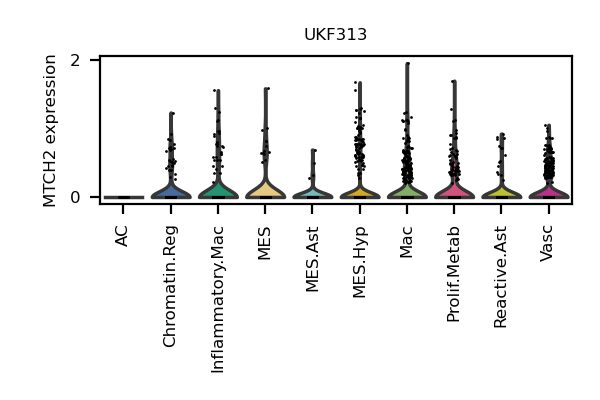 UKF313
MTCH2 expression
2
0
AC
Chromatin.Reg
Inflammatory.Mac
MES
MES.Ast
MES.Hyp
Mac
Prolif.Metab
Reactive.Ast
Vasc